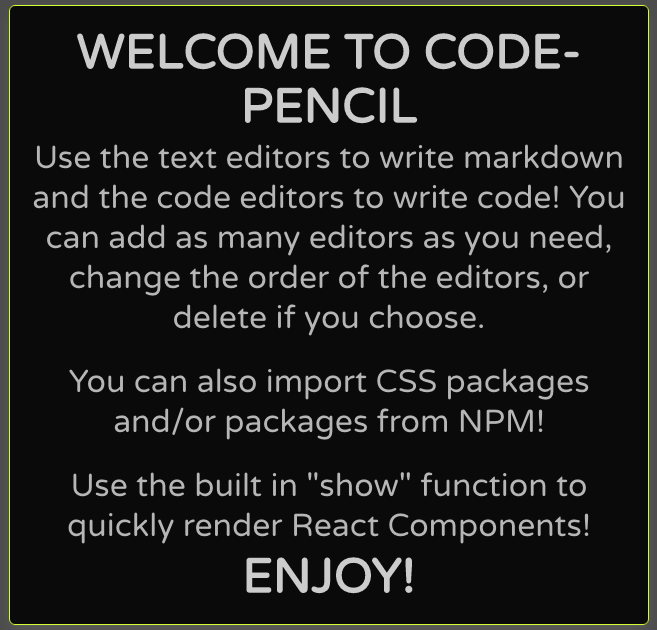 WELCOME TO CODE-
PENCIL
Use the text editors to write markdown
and the code editors to write code! You
can add as many editors as you need,
change the order of the editors, or
delete if you choose.
You can also import CSS packages
and/or packages from NPM!
Use the built in "show" function to
quickly render React Components!
ENJOY!